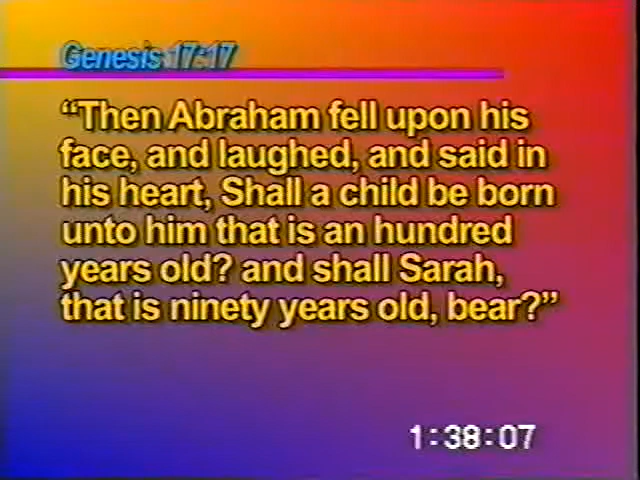 Genesis 17:17
“Then Abraham fell upon his
face, and laughed, and said in
his heart, Shall a child be born
unto him that is an hundred
years old? and shall Sarah,
that is ninety years old, bear?”
1:38:07